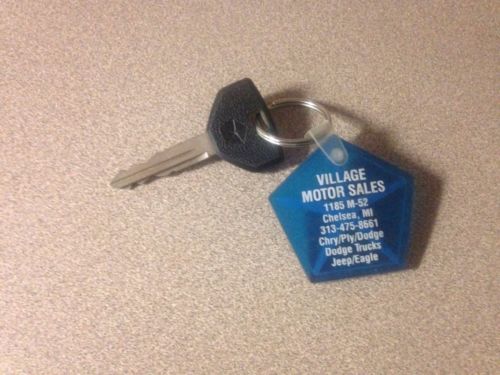 VILLAGE
MOTOR SALES
1185 M-52
Chelsea, MI
313-475-8661
Chry/Ply/Dodge
Dodge Trucks
Jeep/Eagle